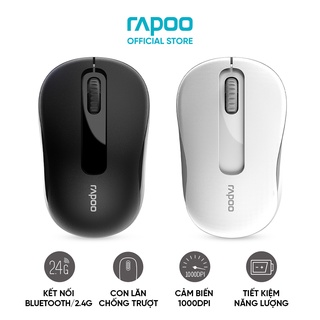 rapoo
OFFICIAL STORE
rapoo
rapoo
2.4G
1000DPI
KẾT NỐI
BLUETOOTH/2.4G
CON LĂN
CHỐNG TRƯỢT
CẢM BIẾN
1000DPI
TIẾT KIỆM
NĂNG LƯỢNG